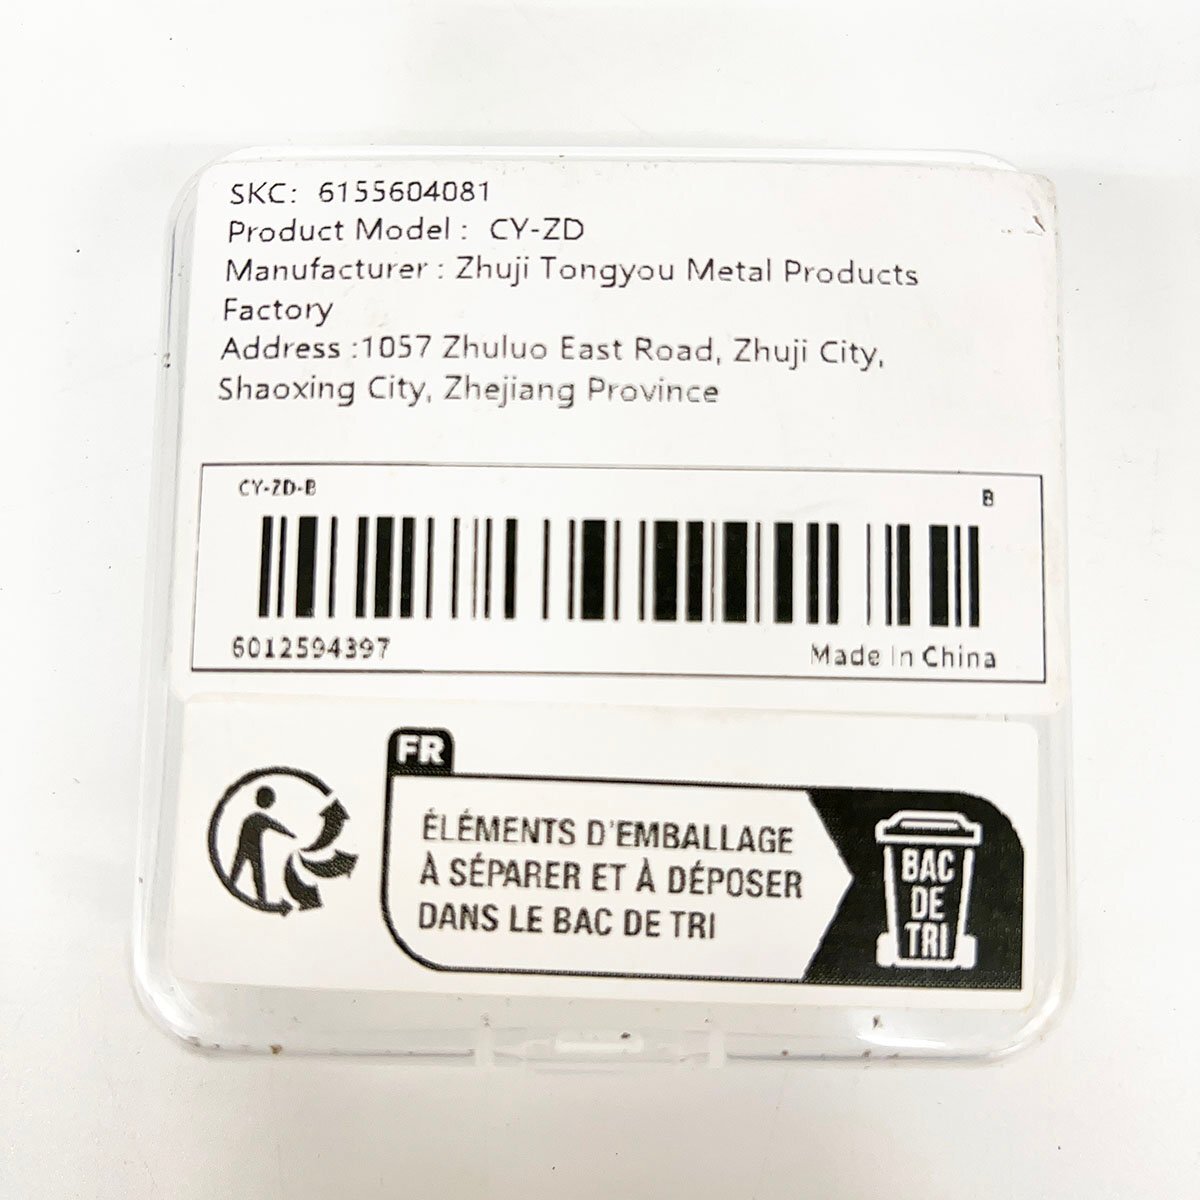 SKC: 6155604081
Product Model : CY-ZD
Manufacturer : Zhuji Tongyou Metal Products
Factory
Address :1057 Zhuluo East Road, Zhuji City,
Shaoxing City, Zhejiang Province
CY-ZD-B
B
6012594397
Made In China
FR
ÉLÉMENTS D'EMBALLAGE
À SÉPARER ET À DÉPOSER
DANS LE BAC DE TRI
BAC
DE
TRI